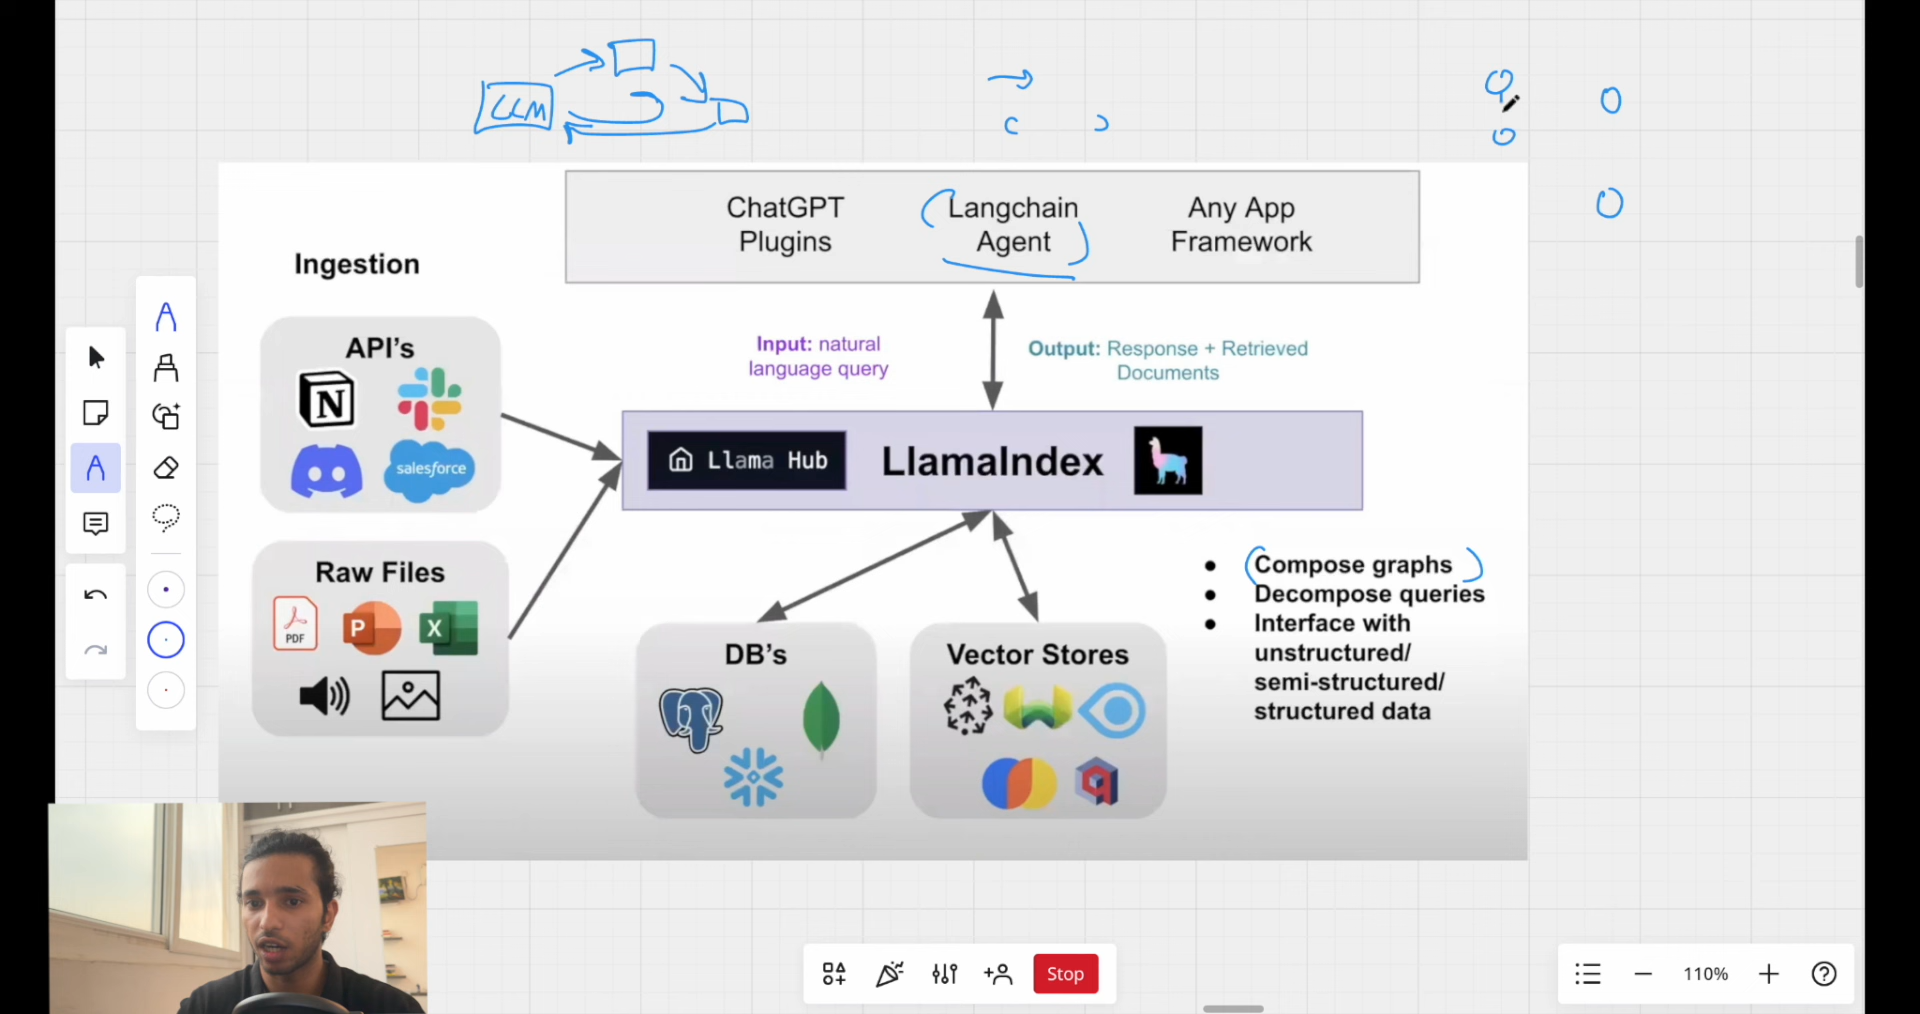 LLM
ChatGPT
Plugins
Langchain
Agent
Any App
Framework
Ingestion
API's
N
salesforce
Input: natural
language query
Output: Response + Retrieved
Documents
Llama Hub
LlamaIndex
Raw Files
PDF
P
X
DB's
Vector Stores
Compose graphs
Decompose queries
Interface with
unstructured/
semi-structured/
structured data
Stop
110%